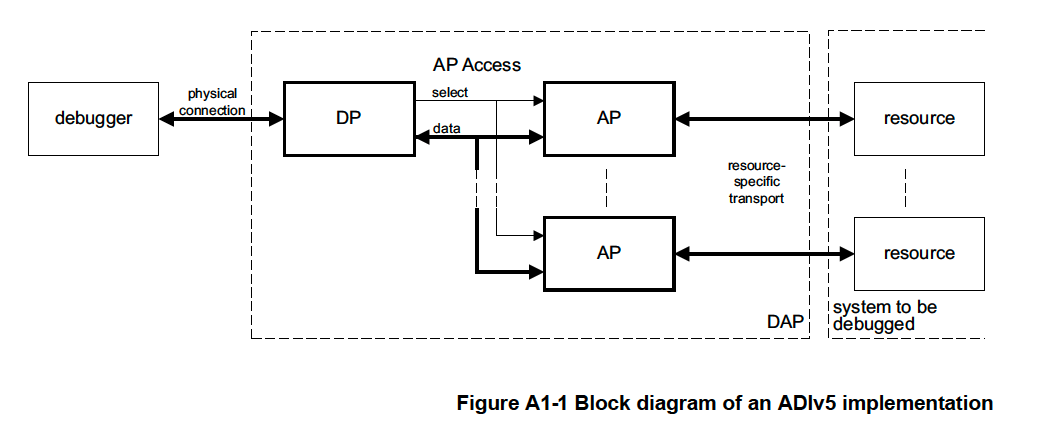 AP Access
physical
connection
select
debugger
DP
AP
resource
data
resource-
specific
transport
AP
resource
DAP
system to be
debugged
Figure A1-1 Block diagram of an ADIv5 implementation